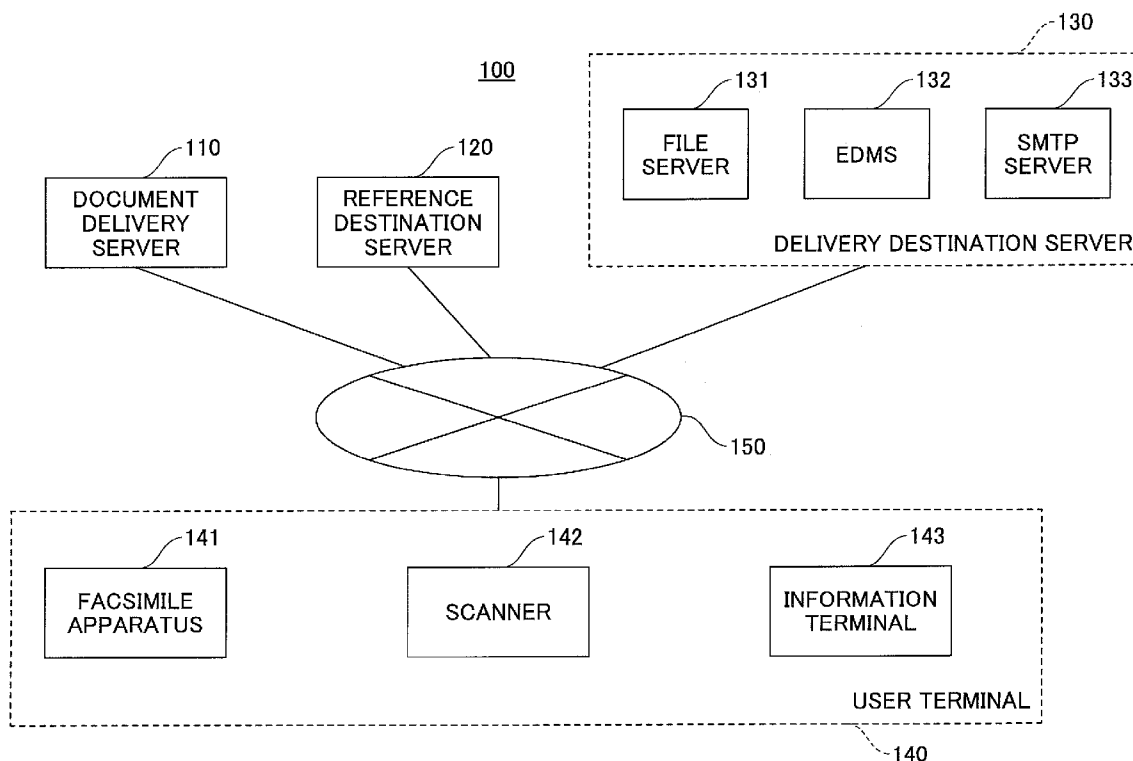 130
100
131
132
133
FILE
SERVER
EDMS
SMTP
SERVER
110
120
DOCUMENT
DELIVERY
SERVER
REFERENCE
DESTINATION
SERVER
DELIVERY DESTINATION SERVER
150
141
142
143
FACSIMILE
APPARATUS
SCANNER
INFORMATION
TERMINAL
USER TERMINAL
140